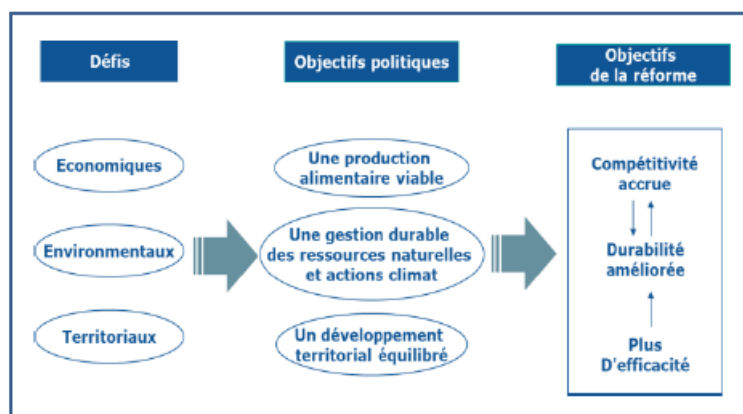 Défis
Objectifs politiques
Objectifs
de la réforme
Economiques
Environmentaux
Territoriaux
Une production
alimentaire viable
Une gestion durable
des ressources naturelles
et actions climat
Un développement
territorial équilibré
Compétitivité
accrue
Durabilité
améliorée
Plus
D'efficacité